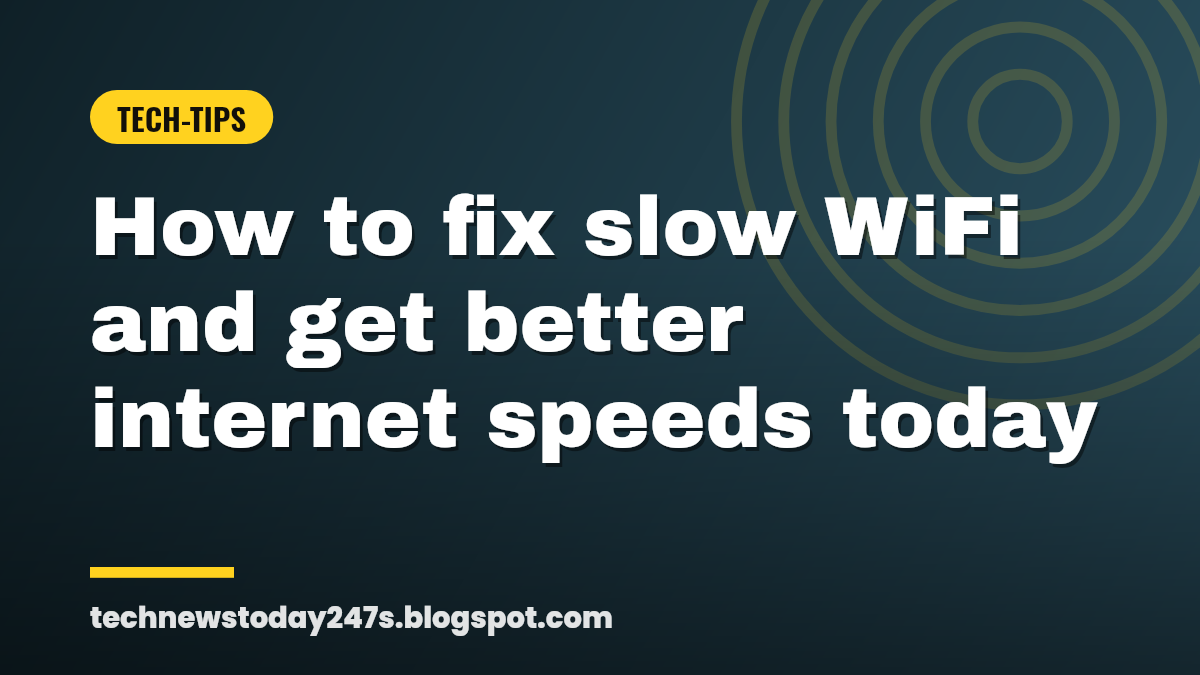 TECH-TIPS
How to fix slow WiFi
and get better
internet speeds today
technewstoday247s.blogspot.com